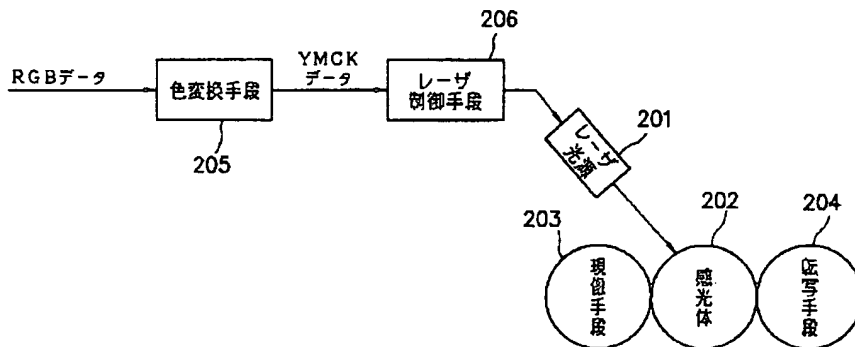 RGBデータ
色変換手段
205
YMCK
データ
レーザ
制御手段
206
レーザ
光源
201
203
現像手段
202
感光体
204
転写手段